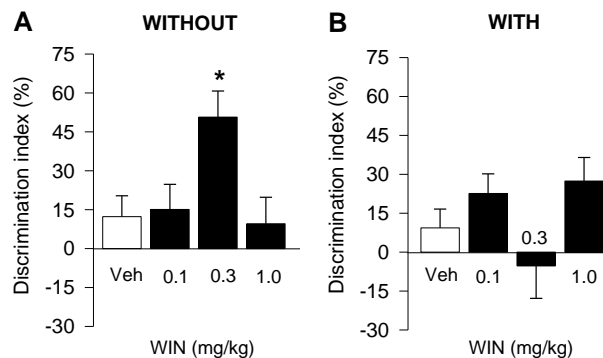 A
WITHOUT
Discrimination index (%)
75
60
45
30
15
0
-15
-30
*
Veh
0.1
0.3
1.0
WIN (mg/kg)
B
WITH
Discrimination index (%)
75
60
45
30
15
0
-15
-30
0.3
Veh
0.1
1.0
WIN (mg/kg)